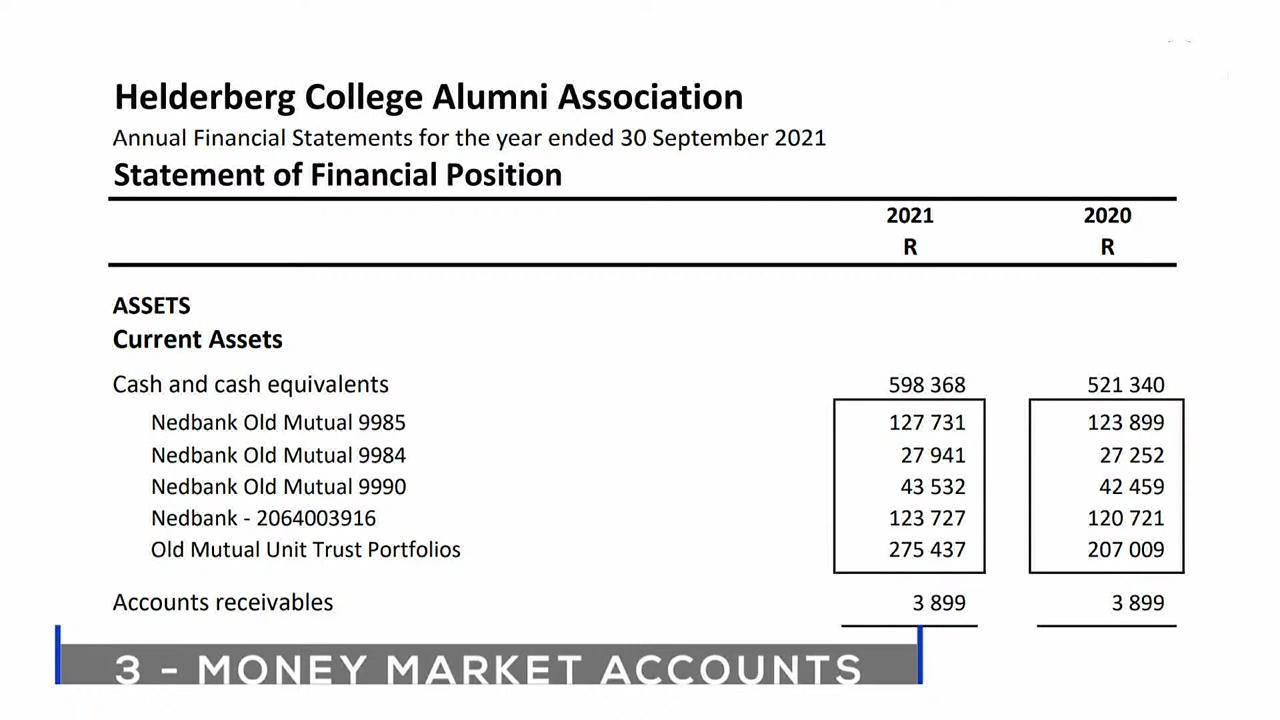 Helderberg College Alumni Association
Annual Financial Statements for the year ended 30 September 2021
Statement of Financial Position
2021 2020
R R
ASSETS
Current Assets
Cash and cash equivalents 598 368 521 340
Nedbank Old Mutual 9985 127 731 123 899
Nedbank Old Mutual 9984 27 941 27 252
Nedbank Old Mutual 9990 43 532 42 459
Nedbank - 2064003916 123 727 120 721
Old Mutual Unit Trust Portfolios 275 437 207 009
Accounts receivables 3 899 3 899
3 - MONEY MARKET ACCOUNTS